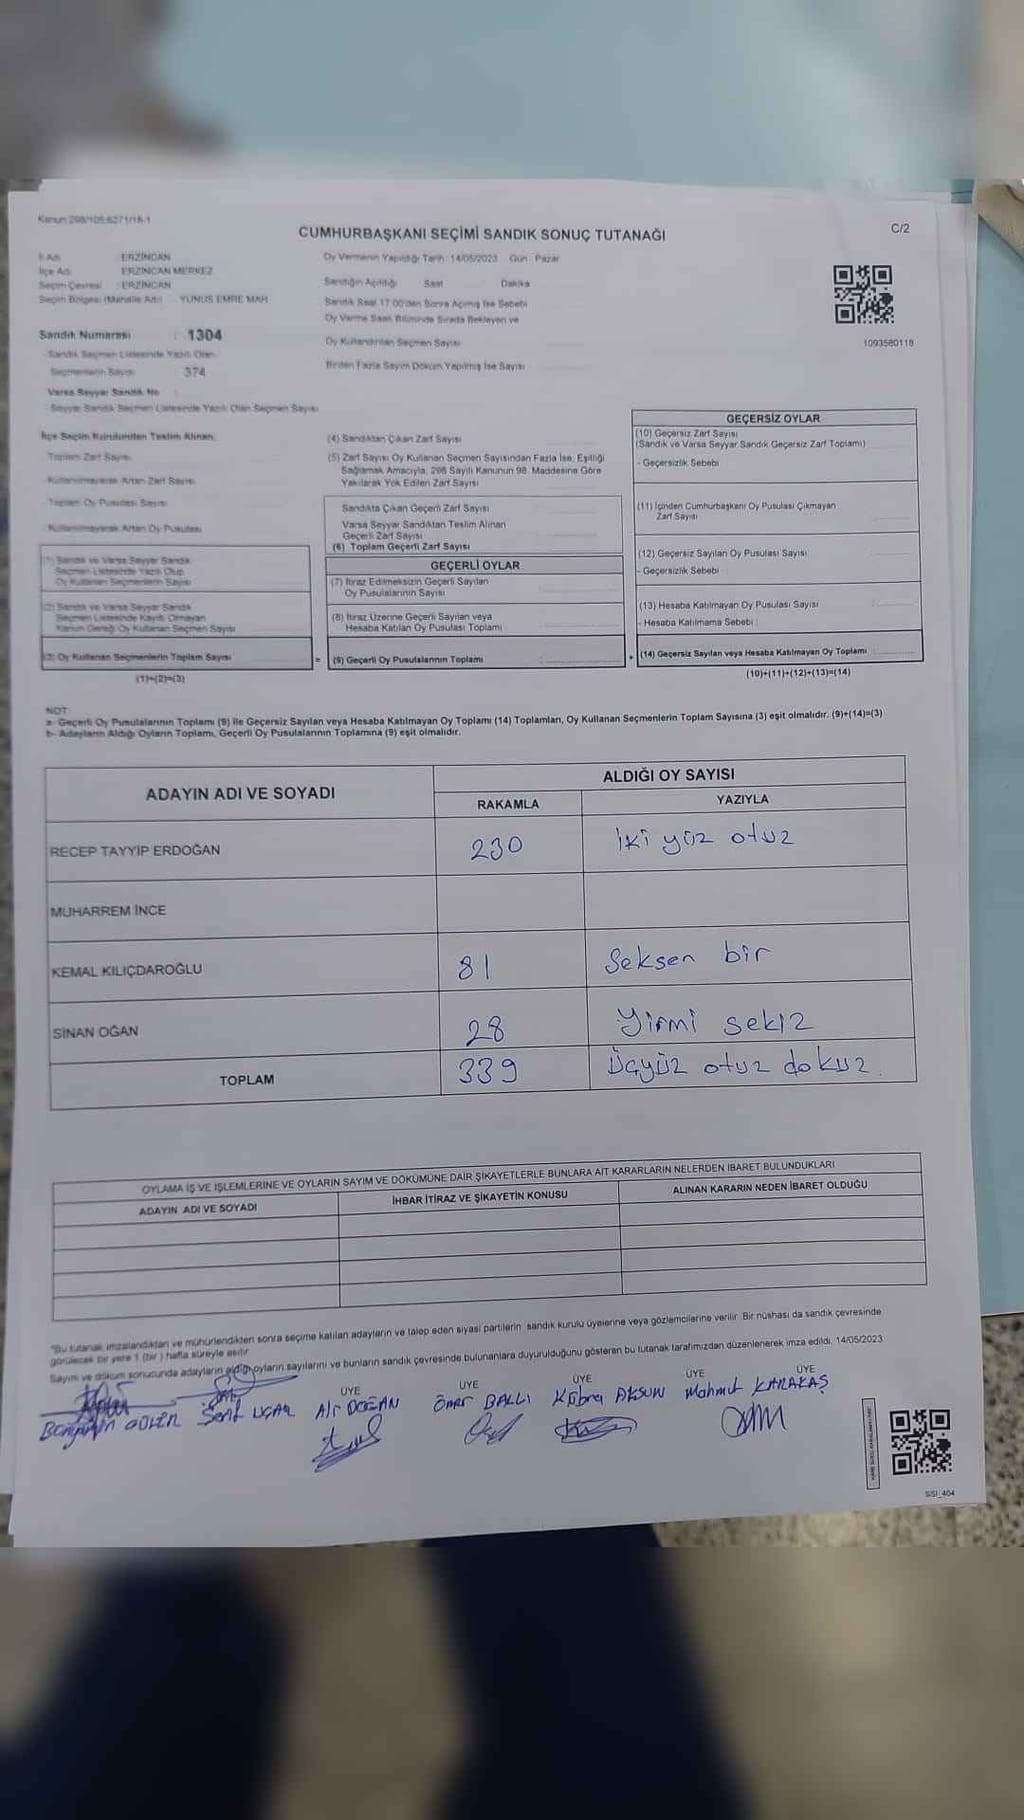 Kanun:298/105;6271/16-1
CUMHURBAŞKANI SEÇİMİ SANDIK SONUÇ TUTANAĞI
C/2
İl Adı : ERZİNCAN
İlçe Adı : ERZİNCAN MERKEZ
Seçim Çevresi : ERZİNCAN
Seçim Bölgesi (Mahalle Adı) : YUNUS EMRE MAH
Oy Vermenin Yapıldığı Tarih: 14/05/2023 Gün: Pazar
Sandığın Açıldığı Saat Dakika
Sandık Saat 17.00'den Sonra Açılmış İse Sebebi
Oy Verme Saati Bitiminde Sırada Bekleyen ve
Oy Kullandırılan Seçmen Sayısı
Birden Fazla Sayım Döküm Yapılmış İse Sayısı
1093580118
Sandık Numarası : 1304
- Sandık Seçmen Listesinde Yazılı Olan
Seçmenlerin Sayısı : 374
Varsa Seyyar Sandık No
- Seyyar Sandık Seçmen Listesinde Yazılı Olan Seçmen Sayısı
İlçe Seçim Kurulundan Teslim Alınan;
Toplam Zarf Sayısı
- Kullanılmayarak Artan Zarf Sayısı
- Toplam Oy Pusulası Sayısı
- Kullanılmayarak Artan Oy Pusulası
(1) Sandık ve Varsa Seyyar Sandık
Seçmen Listesinde Yazılı Olup
Oy Kullanan Seçmenlerin Sayısı
(2) Sandık ve Varsa Seyyar Sandık
Seçmen Listesinde Kayıtlı Olmayan
Kanun Gereği Oy Kullanan Seçmen Sayısı
(3) Oy Kullanan Seçmenlerin Toplam Sayısı
(1)+(2)=(3)
(4) Sandıktan Çıkan Zarf Sayısı
(5) Zarf Sayısı Oy Kullanan Seçmen Sayısından Fazla İse, Eşitliği
Sağlamak Amacıyla, 298 Sayılı Kanunun 98. Maddesine Göre
Yakılarak Yok Edilen Zarf Sayısı
Sandıkta Çıkan Geçerli Zarf Sayısı
Varsa Seyyar Sandıktan Teslim Alınan
Geçerli Zarf Sayısı
(6) Toplam Geçerli Zarf Sayısı
GEÇERLİ OYLAR
(7) İtiraz Edilmeksizin Geçerli Sayılan
Oy Pusulalarının Sayısı
(8) İtiraz Üzerine Geçerli Sayılan veya
Hesaba Katılan Oy Pusulası Toplamı
= (9) Geçerli Oy Pusulalarının Toplamı
GEÇERSİZ OYLAR
(10) Geçersiz Zarf Sayısı
(Sandık ve Varsa Seyyar Sandık Geçersiz Zarf Toplamı)
- Geçersizlik Sebebi
(11) İçinden Cumhurbaşkanı Oy Pusulası Çıkmayan
Zarf Sayısı
(12) Geçersiz Sayılan Oy Pusulası Sayısı
- Geçersizlik Sebebi
(13) Hesaba Katılmayan Oy Pusulası Sayısı
- Hesaba Katılmama Sebebi
+ (14) Geçersiz Sayılan veya Hesaba Katılmayan Oy Toplamı
(10)+(11)+(12)+(13)=(14)
NOT:
a- Geçerli Oy Pusulalarının Toplamı (9) ile Geçersiz Sayılan veya Hesaba Katılmayan Oy Toplamı (14) Toplamları, Oy Kullanan Seçmenlerin Toplam Sayısına (3) eşit olmalıdır. (9)+(14)=(3)
b- Adayların Aldığı Oyların Toplamı, Geçerli Oy Pusulalarının Toplamına (9) eşit olmalıdır.
ADAYIN ADI VE SOYADI
ALDIĞI OY SAYISI
RAKAMLA YAZIYLA
RECEP TAYYİP ERDOĞAN 230 İki yüz otuz
MUHARREM İNCE
KEMAL KILIÇDAROĞLU 81 Seksen bir
SİNAN OĞAN 28 Yirmi sekiz
TOPLAM 339 Üçyüz otuz dokuz.
OYLAMA İŞ VE İŞLEMLERİNE VE OYLARIN SAYIM VE DÖKÜMÜNE DAİR ŞİKAYETLERLE BUNLARA AİT KARARLARIN NELERDEN İBARET BULUNDUKLARI
ADAYIN ADI VE SOYADI İHBAR İTİRAZ VE ŞİKAYETİN KONUSU ALINAN KARARIN NEDEN İBARET OLDUĞU
*Bu tutanak imzalandıktan ve mühürlendikten sonra seçime katılan adayların ve talep eden siyasi partilerin sandık kurulu üyelerine veya gözlemcilerine verilir. Bir nüshası da sandık çevresinde
görülecek bir yere 1 (bir) hafta süreyle asılır.
Sayım ve döküm sonucunda adayların aldığı oyların sayılarını ve bunların sandık çevresinde bulunanlara duyurulduğunu gösteren bu tutanak tarafımızdan düzenlenerek imza edildi. 14/05/2023
ÜYE ÜYE ÜYE ÜYE ÜYE
UÇAR Ali DOĞAN Ömer BALLI Kübra AKSUN Mahmut KARAKAŞ
SSİ_404